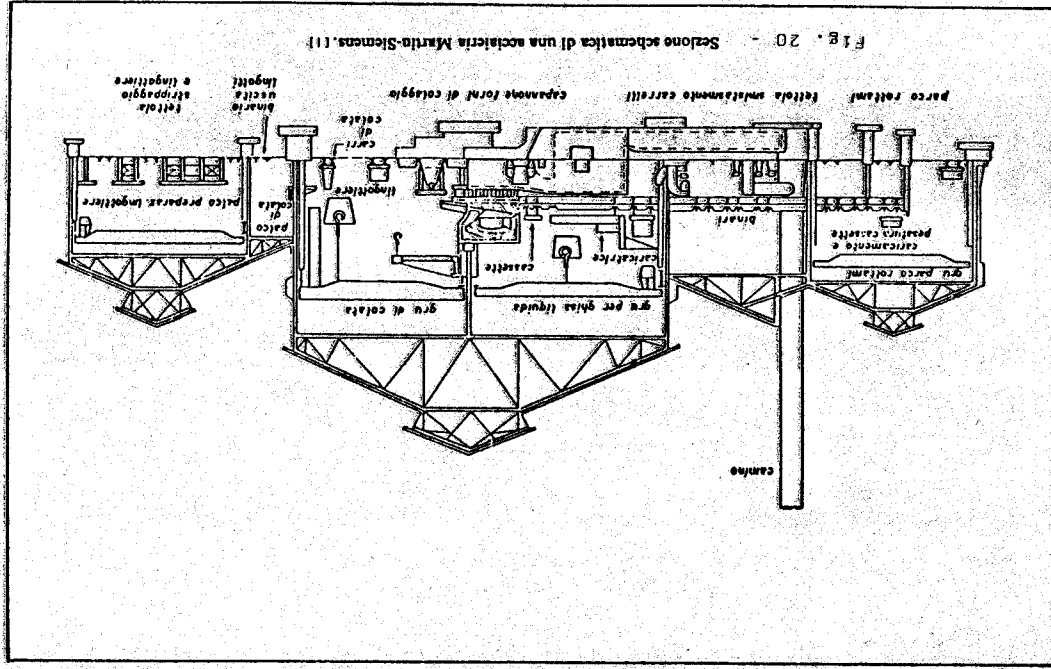 camino
gru parco rottami
caricamento e
pesatura cassette
binari
gru per ghisa liquida
caricatrice
cassette
gru di colata
lingottiere
palco
di
colata
palco preparaz. lingottiere
parco rottami
tettoia smistamento carrelli
capannone forni di colaggio
carri
di
colata
binario
uscita
lingotti
tettoia
strippaggio
e lingottiere
Fig. 20 - Sezione schematica di una acciaieria Martin-Siemens. [1]